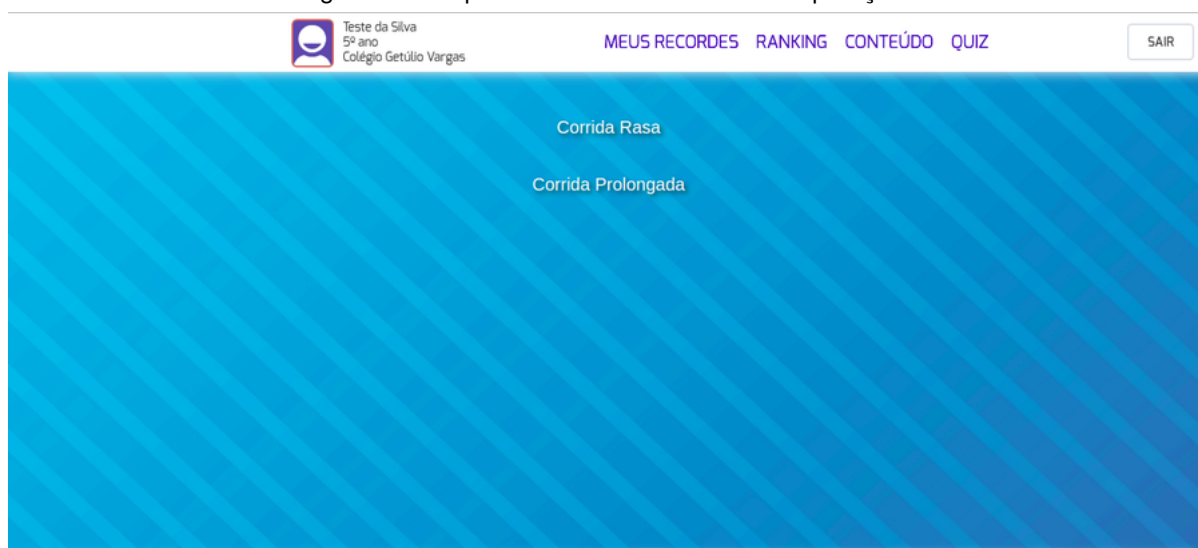 Teste da Silva
5º ano
Colégio Getúlio Vargas
MEUS RECORDES RANKING CONTEÚDO QUIZ
SAIR
Corrida Rasa
Corrida Prolongada